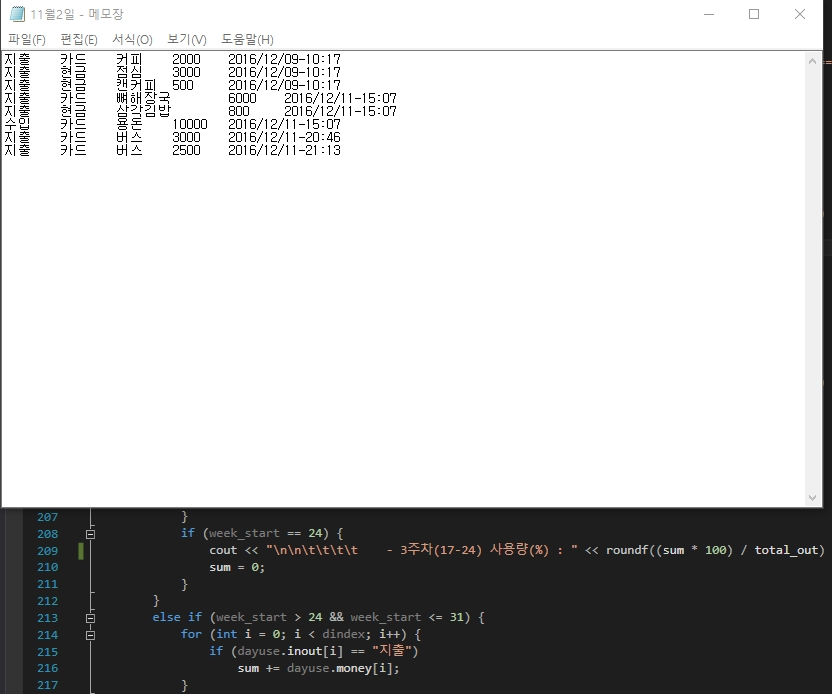 11월2일 - 메모장
파일(F) 편집(E) 서식(O) 보기(V) 도움말(H)
지출 카드 커피 2000 2016/12/09-10:17
지출 현금 점심 3000 2016/12/09-10:17
지출 현금 캔커피 500 2016/12/09-10:17
지출 카드 뼈해장국 6000 2016/12/11-15:07
지출 현금 삼각김밥 800 2016/12/11-15:07
수입 카드 용돈 10000 2016/12/11-15:07
지출 카드 버스 3000 2016/12/11-20:46
지출 카드 버스 2500 2016/12/11-21:13
207 }
208 if (week_start == 24) {
209 cout << "\n\n\t\t\t\t - 3주차(17-24) 사용량(%) : " << roundf((sum * 100) / total_out)
210 sum = 0;
211 }
212 }
213 else if (week_start > 24 && week_start <= 31) {
214 for (int i = 0; i < dindex; i++) {
215 if (dayuse.inout[i] == "지출")
216 sum += dayuse.money[i];
217 }